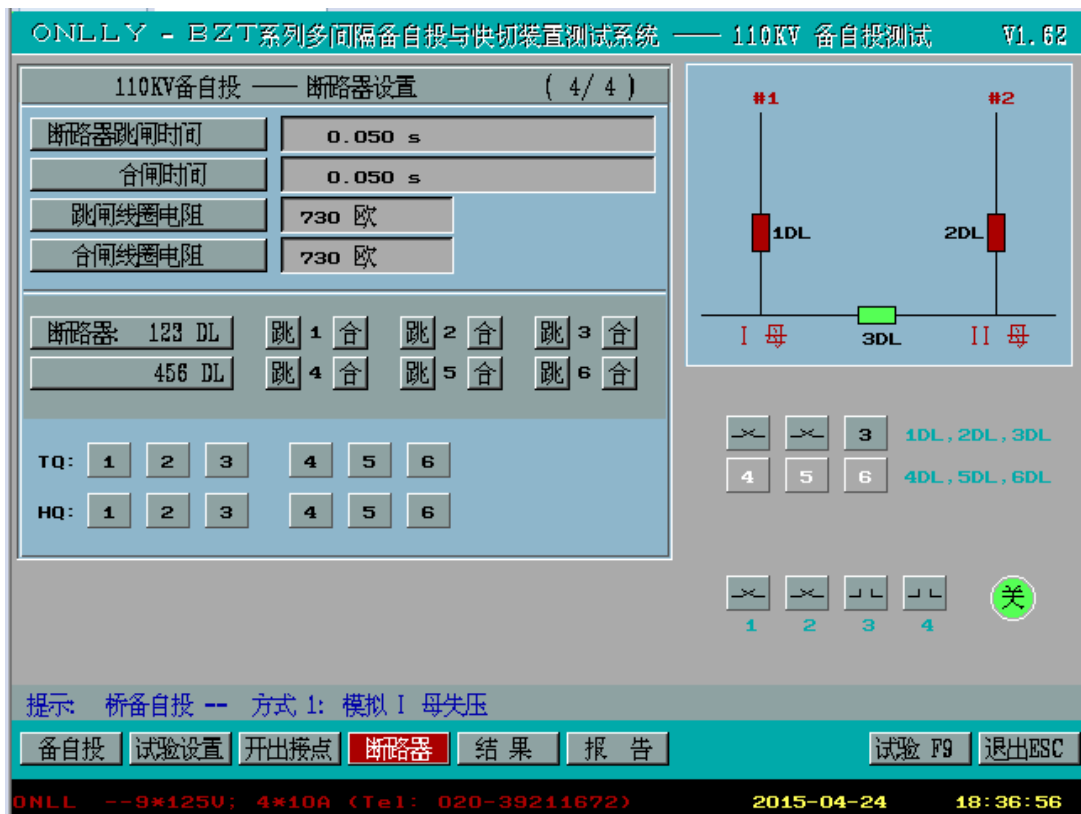 ONLLY - BZT系列多间隔备自投与快切装置测试系统 —— 110KV 备自投测试 V1.62
110KV备自投 —— 断路器设置 ( 4/ 4 )
断路器跳闸时间 0.050 s
合闸时间 0.050 s
跳闸线圈电阻 730 欧
合闸线圈电阻 730 欧
断路器: 123 DL 跳 1 合 跳 2 合 跳 3 合
456 DL 跳 4 合 跳 5 合 跳 6 合
TQ: 1 2 3 4 5 6
HQ: 1 2 3 4 5 6
#1 #2
1DL 2DL
I 母 3DL II 母
3 1DL,2DL,3DL
4 5 6 4DL,5DL,6DL
关
1 2 3 4
提示: 桥备自投 -- 方式 1: 模拟 I 母失压
备自投 试验设置 开出接点 断路器 结 果 报 告 试验 F9 退出ESC
ONLL --9*125V; 4*10A (Tel: 020-39211672) 2015-04-24 18:36:56